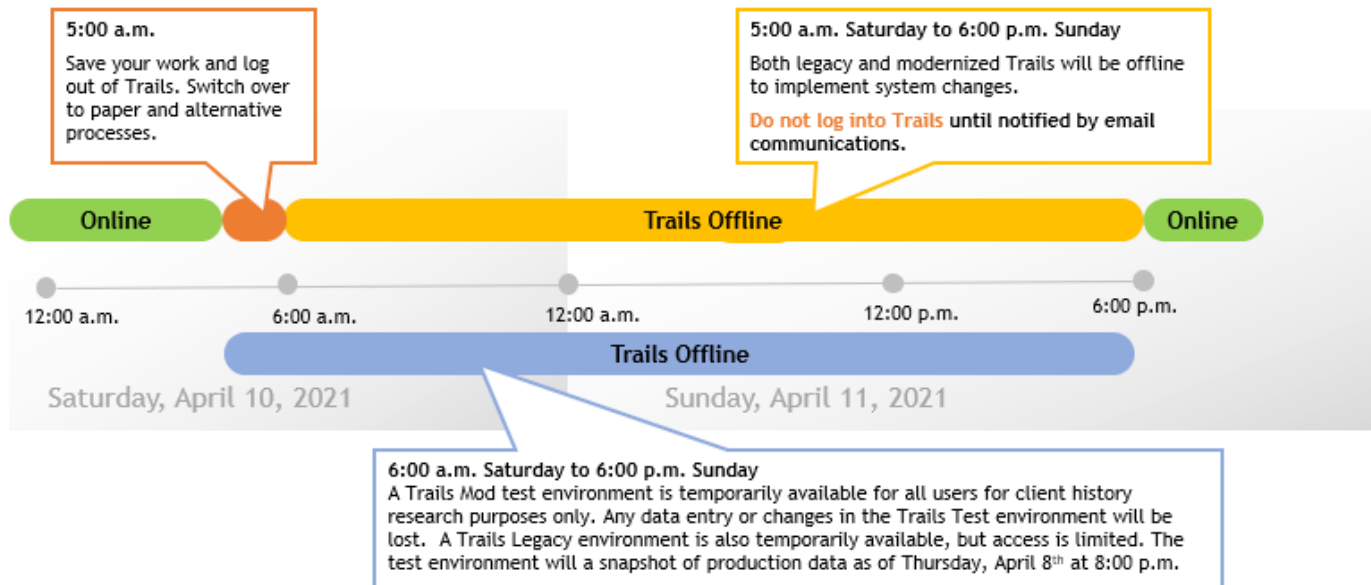 5:00 a.m.
Save your work and log
out of Trails. Switch over
to paper and alternative
processes.
5:00 a.m. Saturday to 6:00 p.m. Sunday
Both legacy and modernized Trails will be offline
to implement system changes.
Do not log into Trails until notified by email
communications.
Online
Trails Offline
Online
12:00 a.m.
6:00 a.m.
12:00 a.m.
12:00 p.m.
6:00 p.m.
Trails Offline
Saturday, April 10, 2021
Sunday, April 11, 2021
6:00 a.m. Saturday to 6:00 p.m. Sunday
A Trails Mod test environment is temporarily available for all users for client history
research purposes only. Any data entry or changes in the Trails Test environment will be
lost.  A Trails Legacy environment is also temporarily available, but access is limited. The
test environment will a snapshot of production data as of Thursday, April 8th at 8:00 p.m.